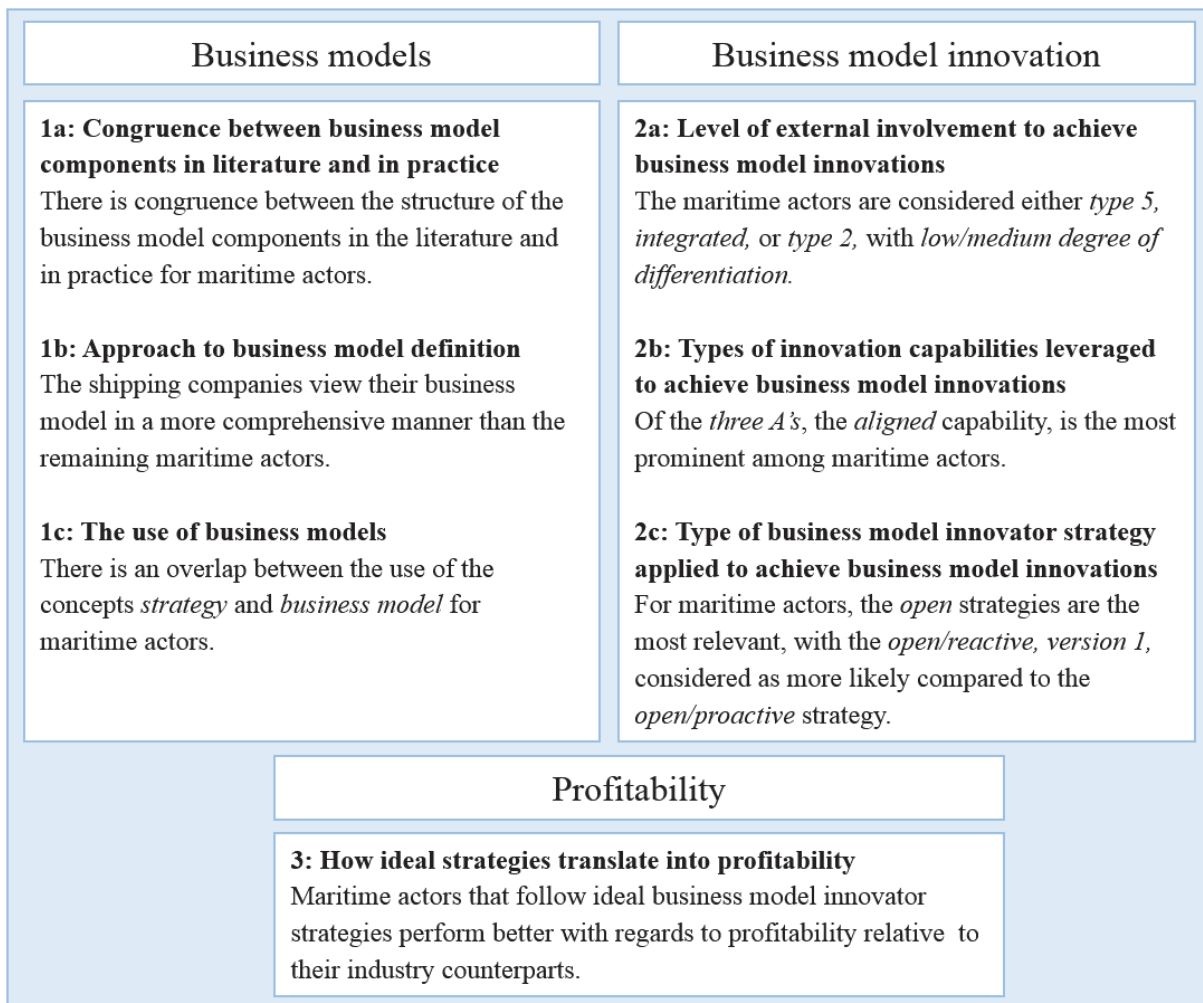 Business models
1a: Congruence between business model
components in literature and in practice
There is congruence between the structure of the
business model components in the literature and
in practice for maritime actors.
1b: Approach to business model definition
The shipping companies view their business
model in a more comprehensive manner than the
remaining maritime actors.
1c: The use of business models
There is an overlap between the use of the
concepts strategy and business model for
maritime actors.
Business model innovation
2a: Level of external involvement to achieve
business model innovations
The maritime actors are considered either type 5,
integrated, or type 2, with low/medium degree of
differentiation.
2b: Types of innovation capabilities leveraged
to achieve business model innovations
Of the three A's, the aligned capability, is the most
prominent among maritime actors.
2c: Type of business model innovator strategy
applied to achieve business model innovations
For maritime actors, the open strategies are the
most relevant, with the open/reactive, version 1,
considered as more likely compared to the
open/proactive strategy.
Profitability
3: How ideal strategies translate into profitability
Maritime actors that follow ideal business model innovator
strategies perform better with regards to profitability relative to
their industry counterparts.